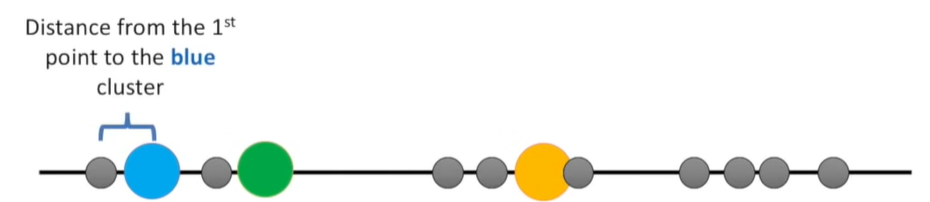 Distance from the 1st
point to the blue
cluster